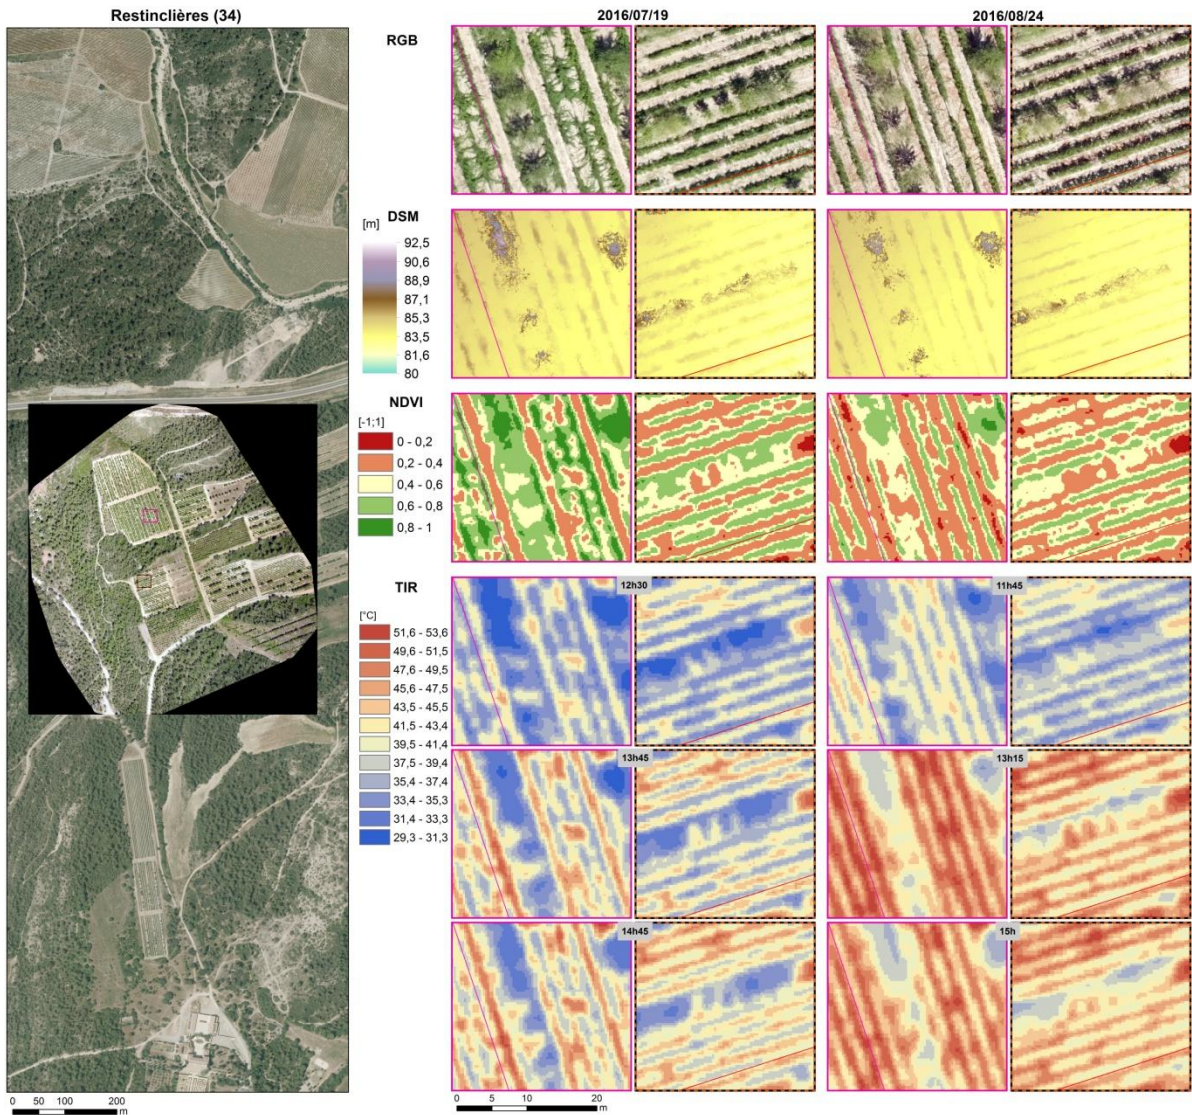 Restinclières (34)
2016/07/19
2016/08/24
RGB
DSM
[m]
92,5
90,6
88,9
87,1
85,3
83,5
81,6
80
NDVI
[-1;1]
0 - 0,2
0,2 - 0,4
0,4 - 0,6
0,6 - 0,8
0,8 - 1
TIR
[°C]
51,6 - 53,6
49,6 - 51,5
47,6 - 49,5
45,6 - 47,5
43,5 - 45,5
41,5 - 43,4
39,5 - 41,4
37,5 - 39,4
35,4 - 37,4
33,4 - 35,3
31,4 - 33,3
29,3 - 31,3
12h30
11h45
13h45
13h15
14h45
15h
0 50 100 200
m
0 5 10 20
m